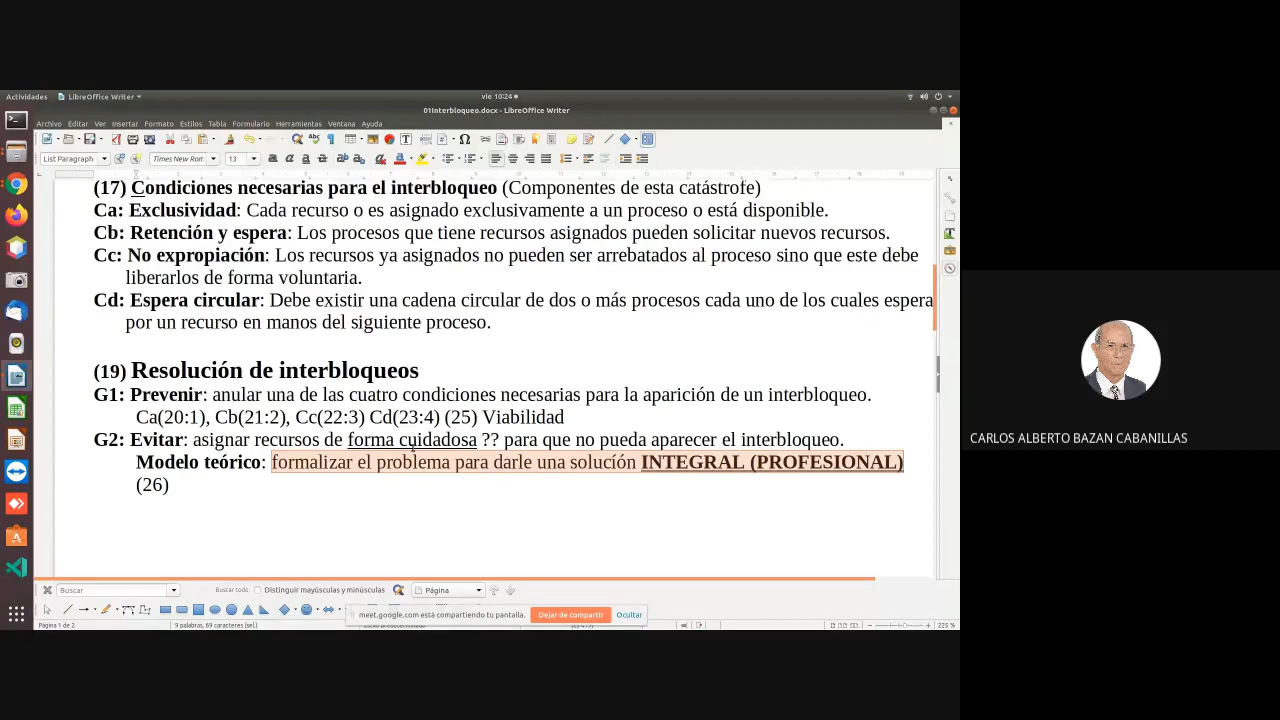 Actividades LibreOffice Writer vie 10:24
01Interbloqueo.docx - LibreOffice Writer
Archivo Editar Ver Insertar Formato Estilos Tabla Formulario Herramientas Ventana Ayuda
List Paragraph Times New Rom 13
(17) Condiciones necesarias para el interbloqueo (Componentes de esta catástrofe)
Ca: Exclusividad: Cada recurso o es asignado exclusivamente a un proceso o está disponible.
Cb: Retención y espera: Los procesos que tiene recursos asignados pueden solicitar nuevos recursos.
Cc: No expropiación: Los recursos ya asignados no pueden ser arrebatados al proceso sino que este debe
liberarlos de forma voluntaria.
Cd: Espera circular: Debe existir una cadena circular de dos o más procesos cada uno de los cuales espera
por un recurso en manos del siguiente proceso.
(19) Resolución de interbloqueos
G1: Prevenir: anular una de las cuatro condiciones necesarias para la aparición de un interbloqueo.
Ca(20:1), Cb(21:2), Cc(22:3) Cd(23:4) (25) Viabilidad
G2: Evitar: asignar recursos de forma cuidadosa ?? para que no pueda aparecer el interbloqueo.
Modelo teórico: formalizar el problema para darle una solucíón INTEGRAL (PROFESIONAL)
(26)
CARLOS ALBERTO BAZAN CABANILLAS
Buscar Buscar todo Distinguir mayúsculas y minúsculas Página
meet.google.com está compartiendo tu pantalla. Dejar de compartir Ocultar
Página 1 de 2 9 palabras, 69 caracteres (sel.) 225 %